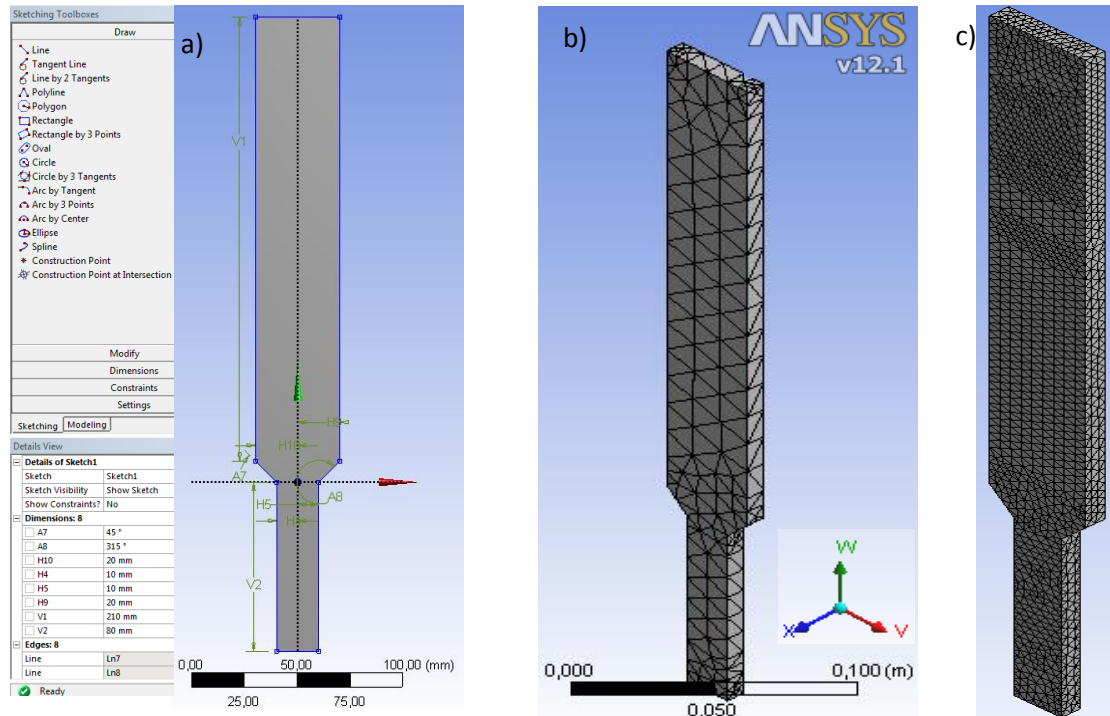 Sketching Toolboxes
Draw
Line
Tangent Line
Line by 2 Tangents
Polyline
Polygon
Rectangle
Rectangle by 3 Points
Oval
Circle
Circle by 3 Tangents
Arc by Tangent
Arc by 3 Points
Arc by Center
Ellipse
Spline
Construction Point
Construction Point at Intersection
Modify
Dimensions
Constraints
Settings
Sketching Modeling
Details View
Details of Sketch1
Sketch Sketch1
Sketch Visibility Show Sketch
Show Constraints? No
Dimensions: 8
A7 45 °
A8 315 °
H10 20 mm
H4 10 mm
H5 10 mm
H9 20 mm
V1 210 mm
V2 80 mm
Edges: 8
Line Ln7
Line Ln8
Ready
a)
V1
H9
H10
A7
A8
H5
V2
0,00 50,00 100,00 (mm)
25,00 75,00
b)
ANSYS
v12.1
W
X V
0,000 0,100 (m)
0.050
c)